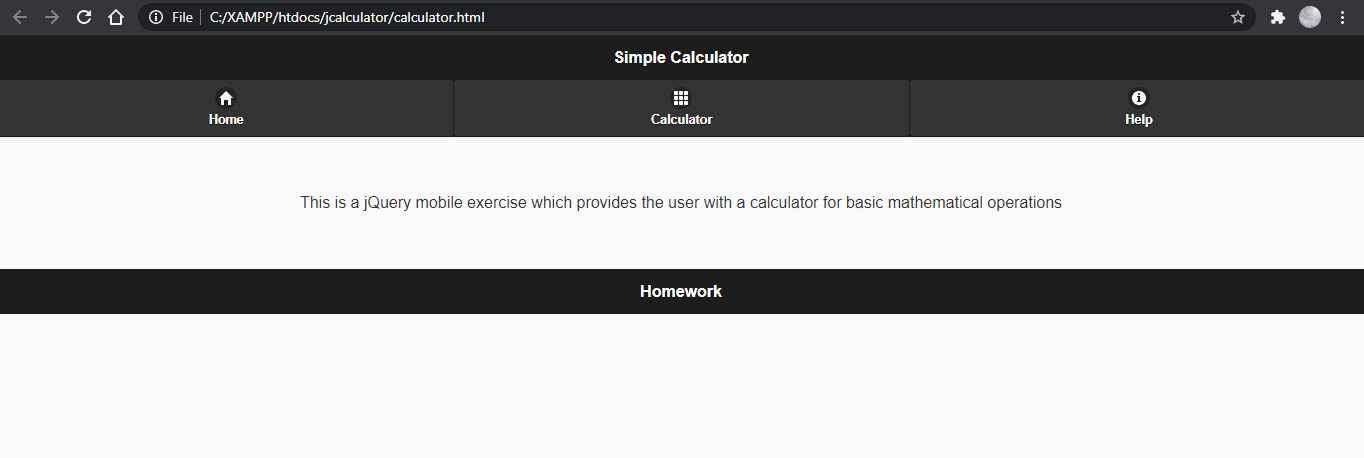 File C:/XAMPP/htdocs/jcalculator/calculator.html
Simple Calculator
Home Calculator Help
This is a jQuery mobile exercise which provides the user with a calculator for basic mathematical operations
Homework